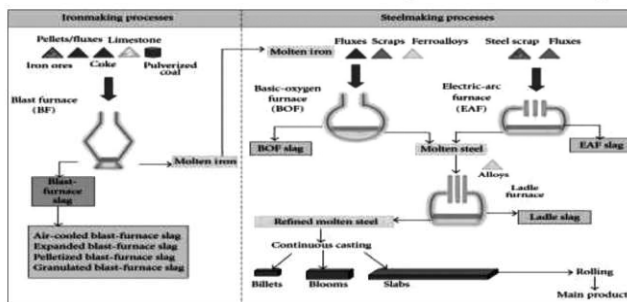 Ironmaking processes
Pellets/fluxes Limestone
Iron ores
Coke
Pulverized
coal
Blast furnace
(BF)
Molten iron
Blast-
furnace
slag
Air-cooled blast-furnace slag
Expanded blast-furnace slag
Pelletized blast-furnace slag
Granulated blast-furnace slag
Steelmaking processes
Molten iron
Fluxes Scraps Ferroalloys
Steel scrap Fluxes
Basic-oxygen
furnace
(BOF)
Electric-arc
furnace
(EAF)
BOF slag
Molten steel
EAF slag
Alloys
Ladle
furnace
Refined molten steel
Ladle slag
Continuous casting
Billets
Blooms
Slabs
Rolling
Main product